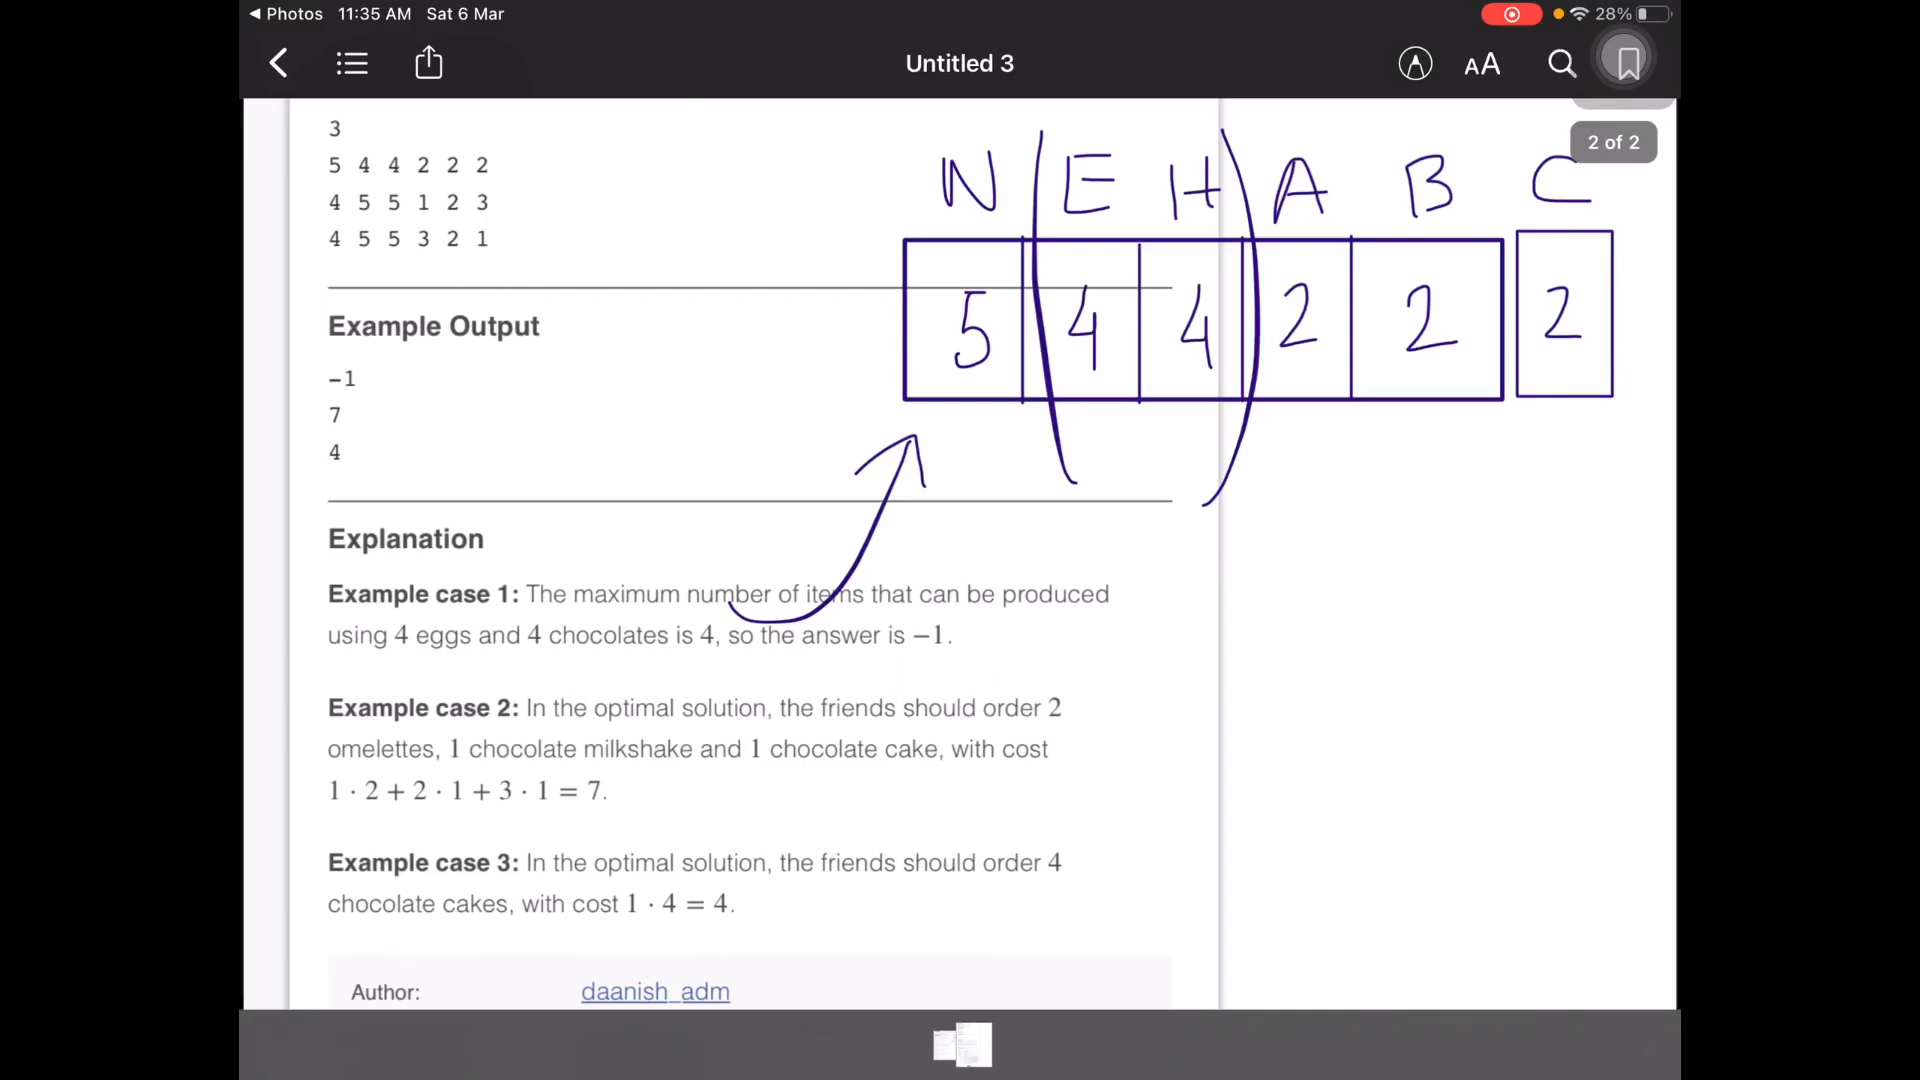 Photos 11:35 AM Sat 6 Mar 28%
Untitled 3
AA
2 of 2
3
5 4 4 2 2 2
4 5 5 1 2 3
4 5 5 3 2 1
N E H A B C
5 4 4 2 2 2
Example Output
-1
7
4
Explanation
Example case 1: The maximum number of items that can be produced
using 4 eggs and 4 chocolates is 4, so the answer is −1.
Example case 2: In the optimal solution, the friends should order 2
omelettes, 1 chocolate milkshake and 1 chocolate cake, with cost
1 · 2 + 2 · 1 + 3 · 1 = 7.
Example case 3: In the optimal solution, the friends should order 4
chocolate cakes, with cost 1 · 4 = 4.
Author: daanish_adm